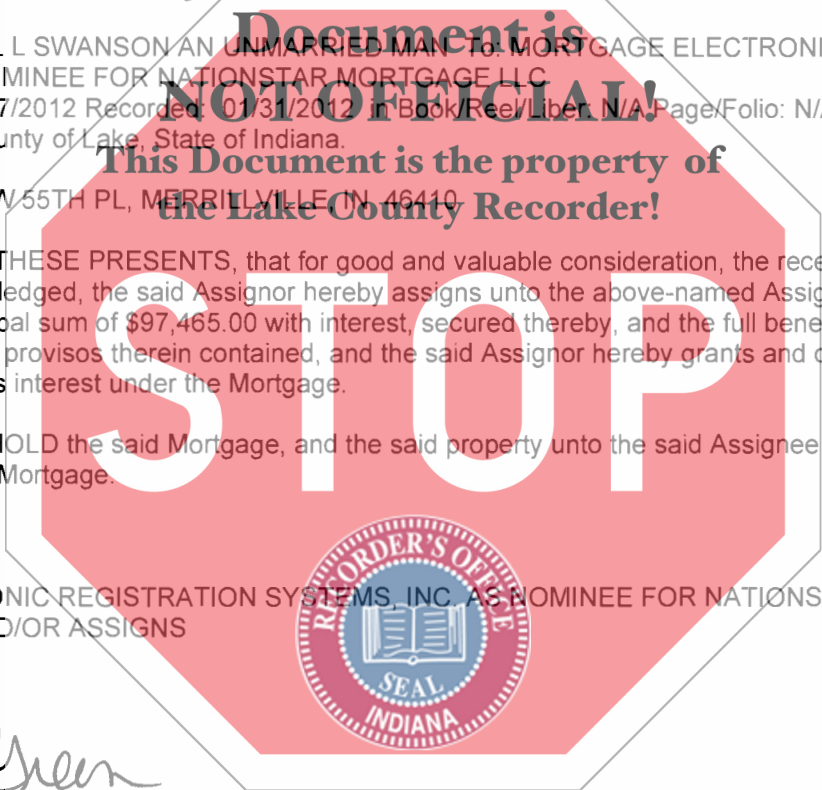 Document is
L SWANSON AN UNMARRIED MAN To: MORTGAGE ELECTRONI
MINEE FOR NATIONSTAR MORTGAGE LLC
NOT OFFICIAL!
7/2012 Recorded: 01/31/2012 in Book/Reel/Liber: N/A Page/Folio: N/
unty of Lake, State of Indiana.
This Document is the property of
55TH PL, MERRILLVILLE, IN 46410
the Lake County Recorder!
THESE PRESENTS, that for good and valuable consideration, the rece
ledged, the said Assignor hereby assigns unto the above-named Assig
pal sum of $97,465.00 with interest, secured thereby, and the full bene
provisos therein contained, and the said Assignor hereby grants and c
s interest under the Mortgage.
STOP
HOLD the said Mortgage, and the said property unto the said Assignee
Mortgage.
RECORDER'S OFFICE
SEAL
INDIANA
ONIC REGISTRATION SYSTEMS, INC. AS NOMINEE FOR NATIONS
D/OR ASSIGNS